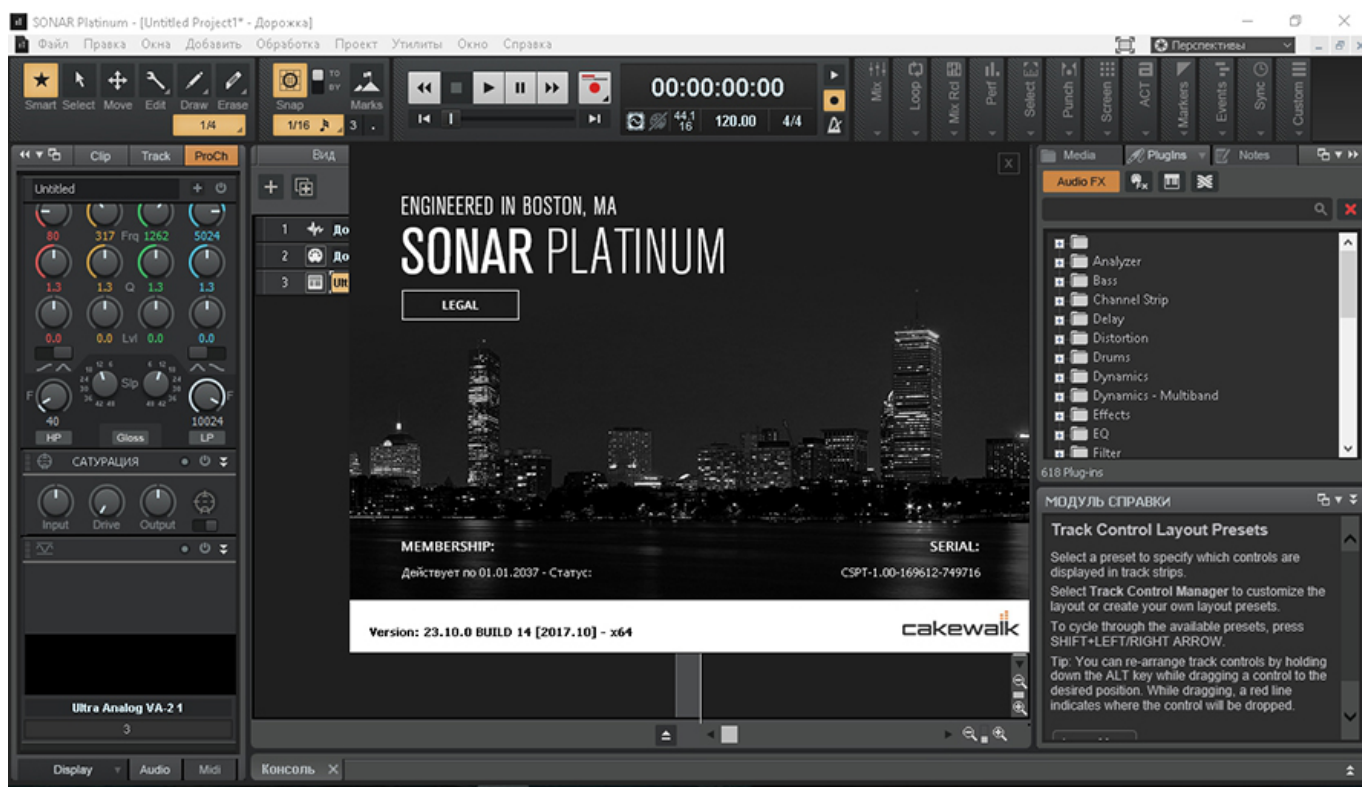 SONAR Platinum - [Untitled Project1* - Дорожка]
Файл Правка Окна Добавить Обработка Проект Утилиты Окно Справка
Перспективы
Smart Select Move Edit Draw Erase
1/4
Snap
TO
BY
Marks
1/16
3
00:00:00:00
44,1
16
120.00
4/4
Mix
Loop
Mix Rcl
Perf.
Select
Punch
Screen
ACT
Markers
Events
Sync
Custom
Clip Track ProCh
Untitled
80 317 Frq 1262 5024
1.3 1.3 Q 1.3 1.3
0.0 0.0 Lvl 0.0 0.0
Slp
F F
40 10024
HP Gloss LP
САТУРАЦИЯ
Input Drive Output
Ultra Analog VA-2 1
3
Display Audio Midi
Вид
1 До
2 До
3 Ult
X
ENGINEERED IN BOSTON, MA
SONAR PLATINUM
LEGAL
MEMBERSHIP:
Действует по 01.01.2037 - Статус:
SERIAL:
CSPT-1.00-169612-749716
Version: 23.10.0 BUILD 14 [2017.10] - x64
cakewalk
Консоль
Media PlugIns Notes
Audio FX
Analyzer
Bass
Channel Strip
Delay
Distortion
Drums
Dynamics
Dynamics - Multiband
Effects
EQ
Filter
618 Plug-ins
МОДУЛЬ СПРАВКИ
Track Control Layout Presets
Select a preset to specify which controls are
displayed in track strips.
Select Track Control Manager to customize the
layout or create your own layout presets.
To cycle through the available presets, press
SHIFT+LEFT/RIGHT ARROW.
Tip: You can re-arrange track controls by holding
down the ALT key while dragging a control to the
desired position. While dragging, a red line
indicates where the control will be dropped.